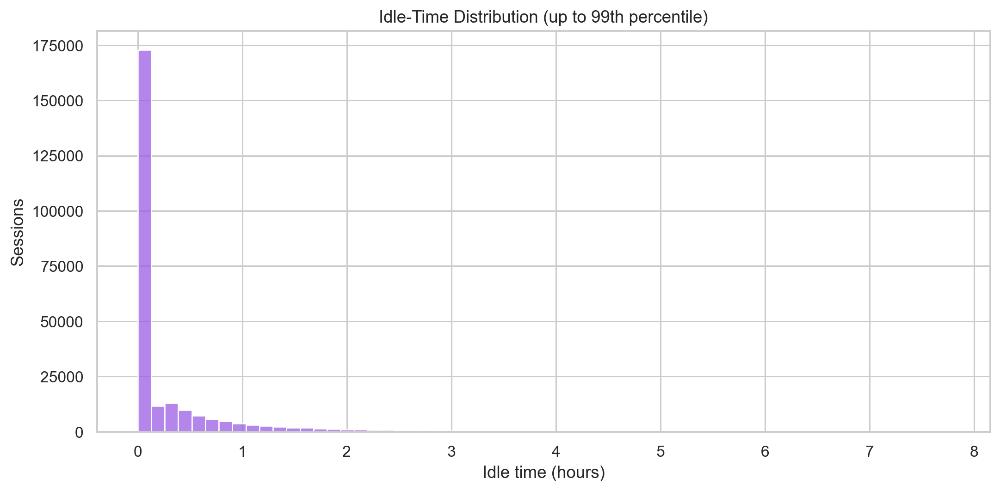 Idle-Time Distribution (up to 99th percentile)
175000
150000
125000
100000
75000
50000
25000
0
Sessions
0 1 2 3 4 5 6 7 8
Idle time (hours)